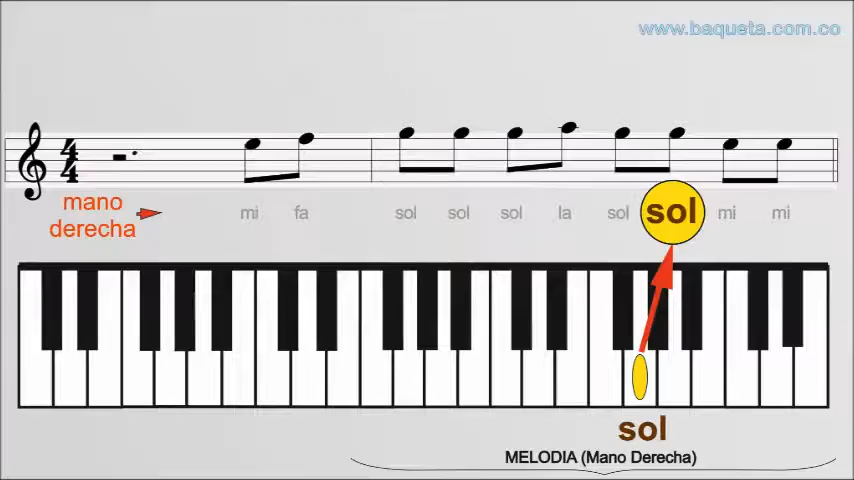 www.baqueta.com.co
4
4
mano
derecha
mi fa sol sol sol la sol sol mi mi
sol
MELODIA (Mano Derecha)